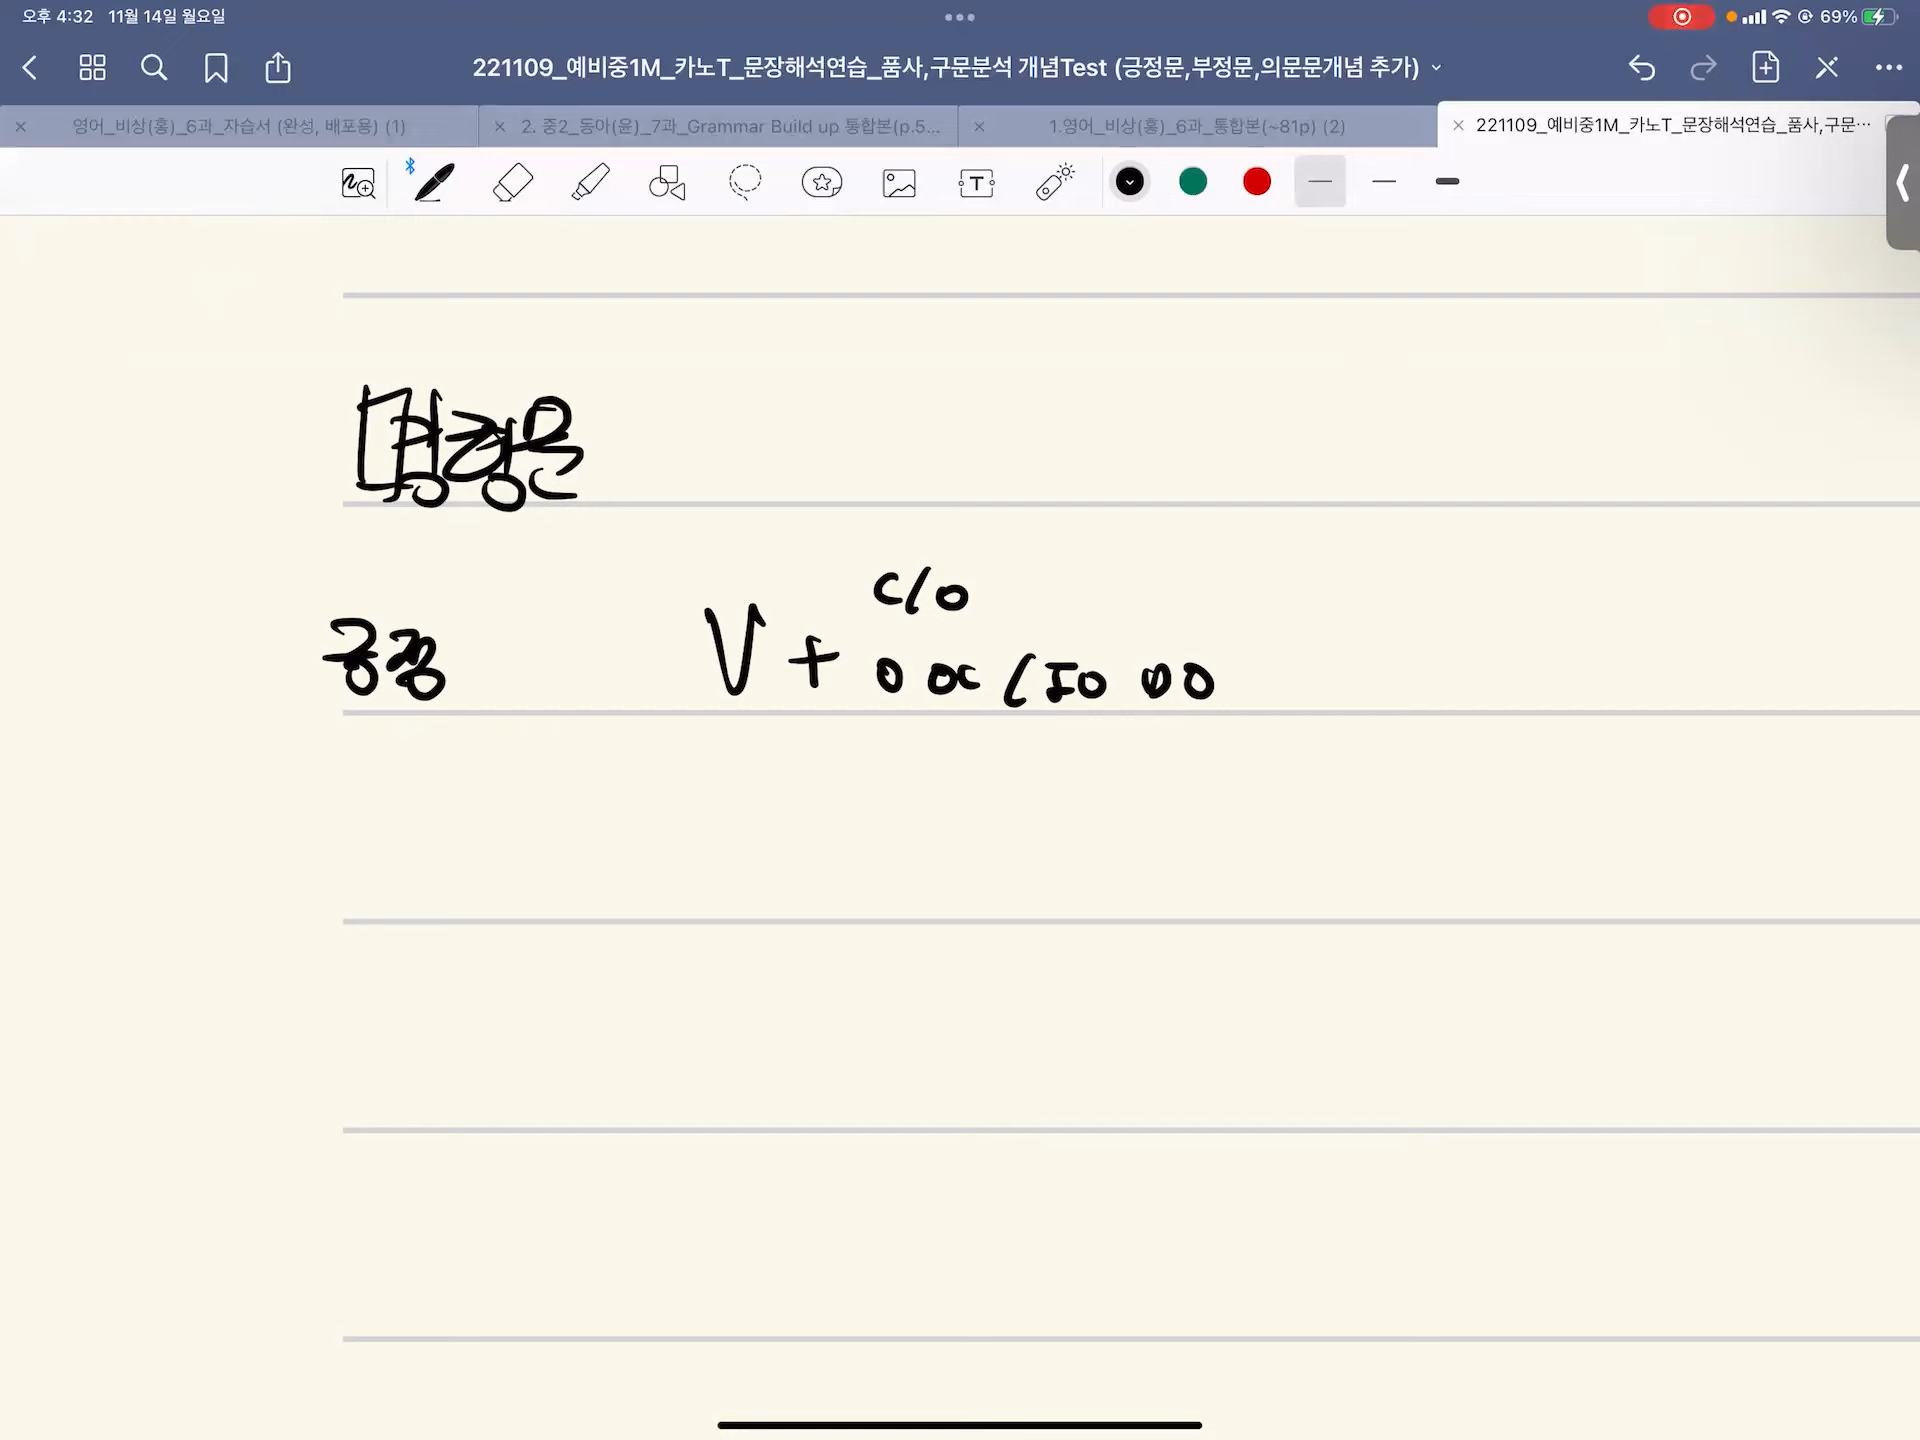 오후 4:32 11월 14일 월요일
69%
221109_예비중1M_카노T_문장해석연습_품사,구문분석 개념Test (긍정문,부정문,의문문개념 추가)
영어_비상(홍)_6과_자습서 (완성, 배포용) (1)
2. 중2_동아(윤)_7과_Grammar Build up 통합본(p.5...
1.영어_비상(홍)_6과_통합본(~81p) (2)
221109_예비중1M_카노T_문장해석연습_품사,구문…
명령문
C/O
긍정 V + O OC / IO DO